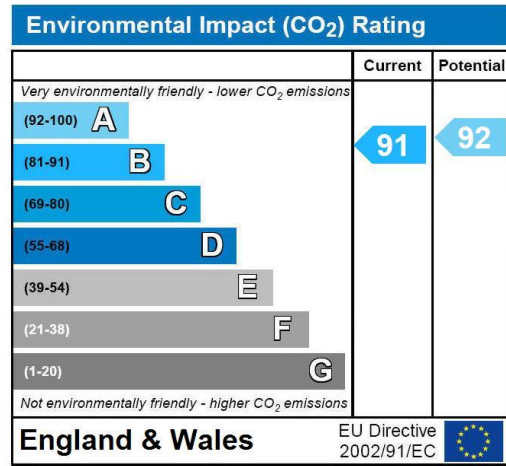 Environmental Impact (CO₂) Rating
Current Potential
Very environmentally friendly - lower CO₂ emissions
(92-100) A
(81-91) B
91 92
(69-80) C
(55-68) D
(39-54) E
(21-38) F
(1-20) G
Not environmentally friendly - higher CO₂ emissions
England & Wales
EU Directive
2002/91/EC